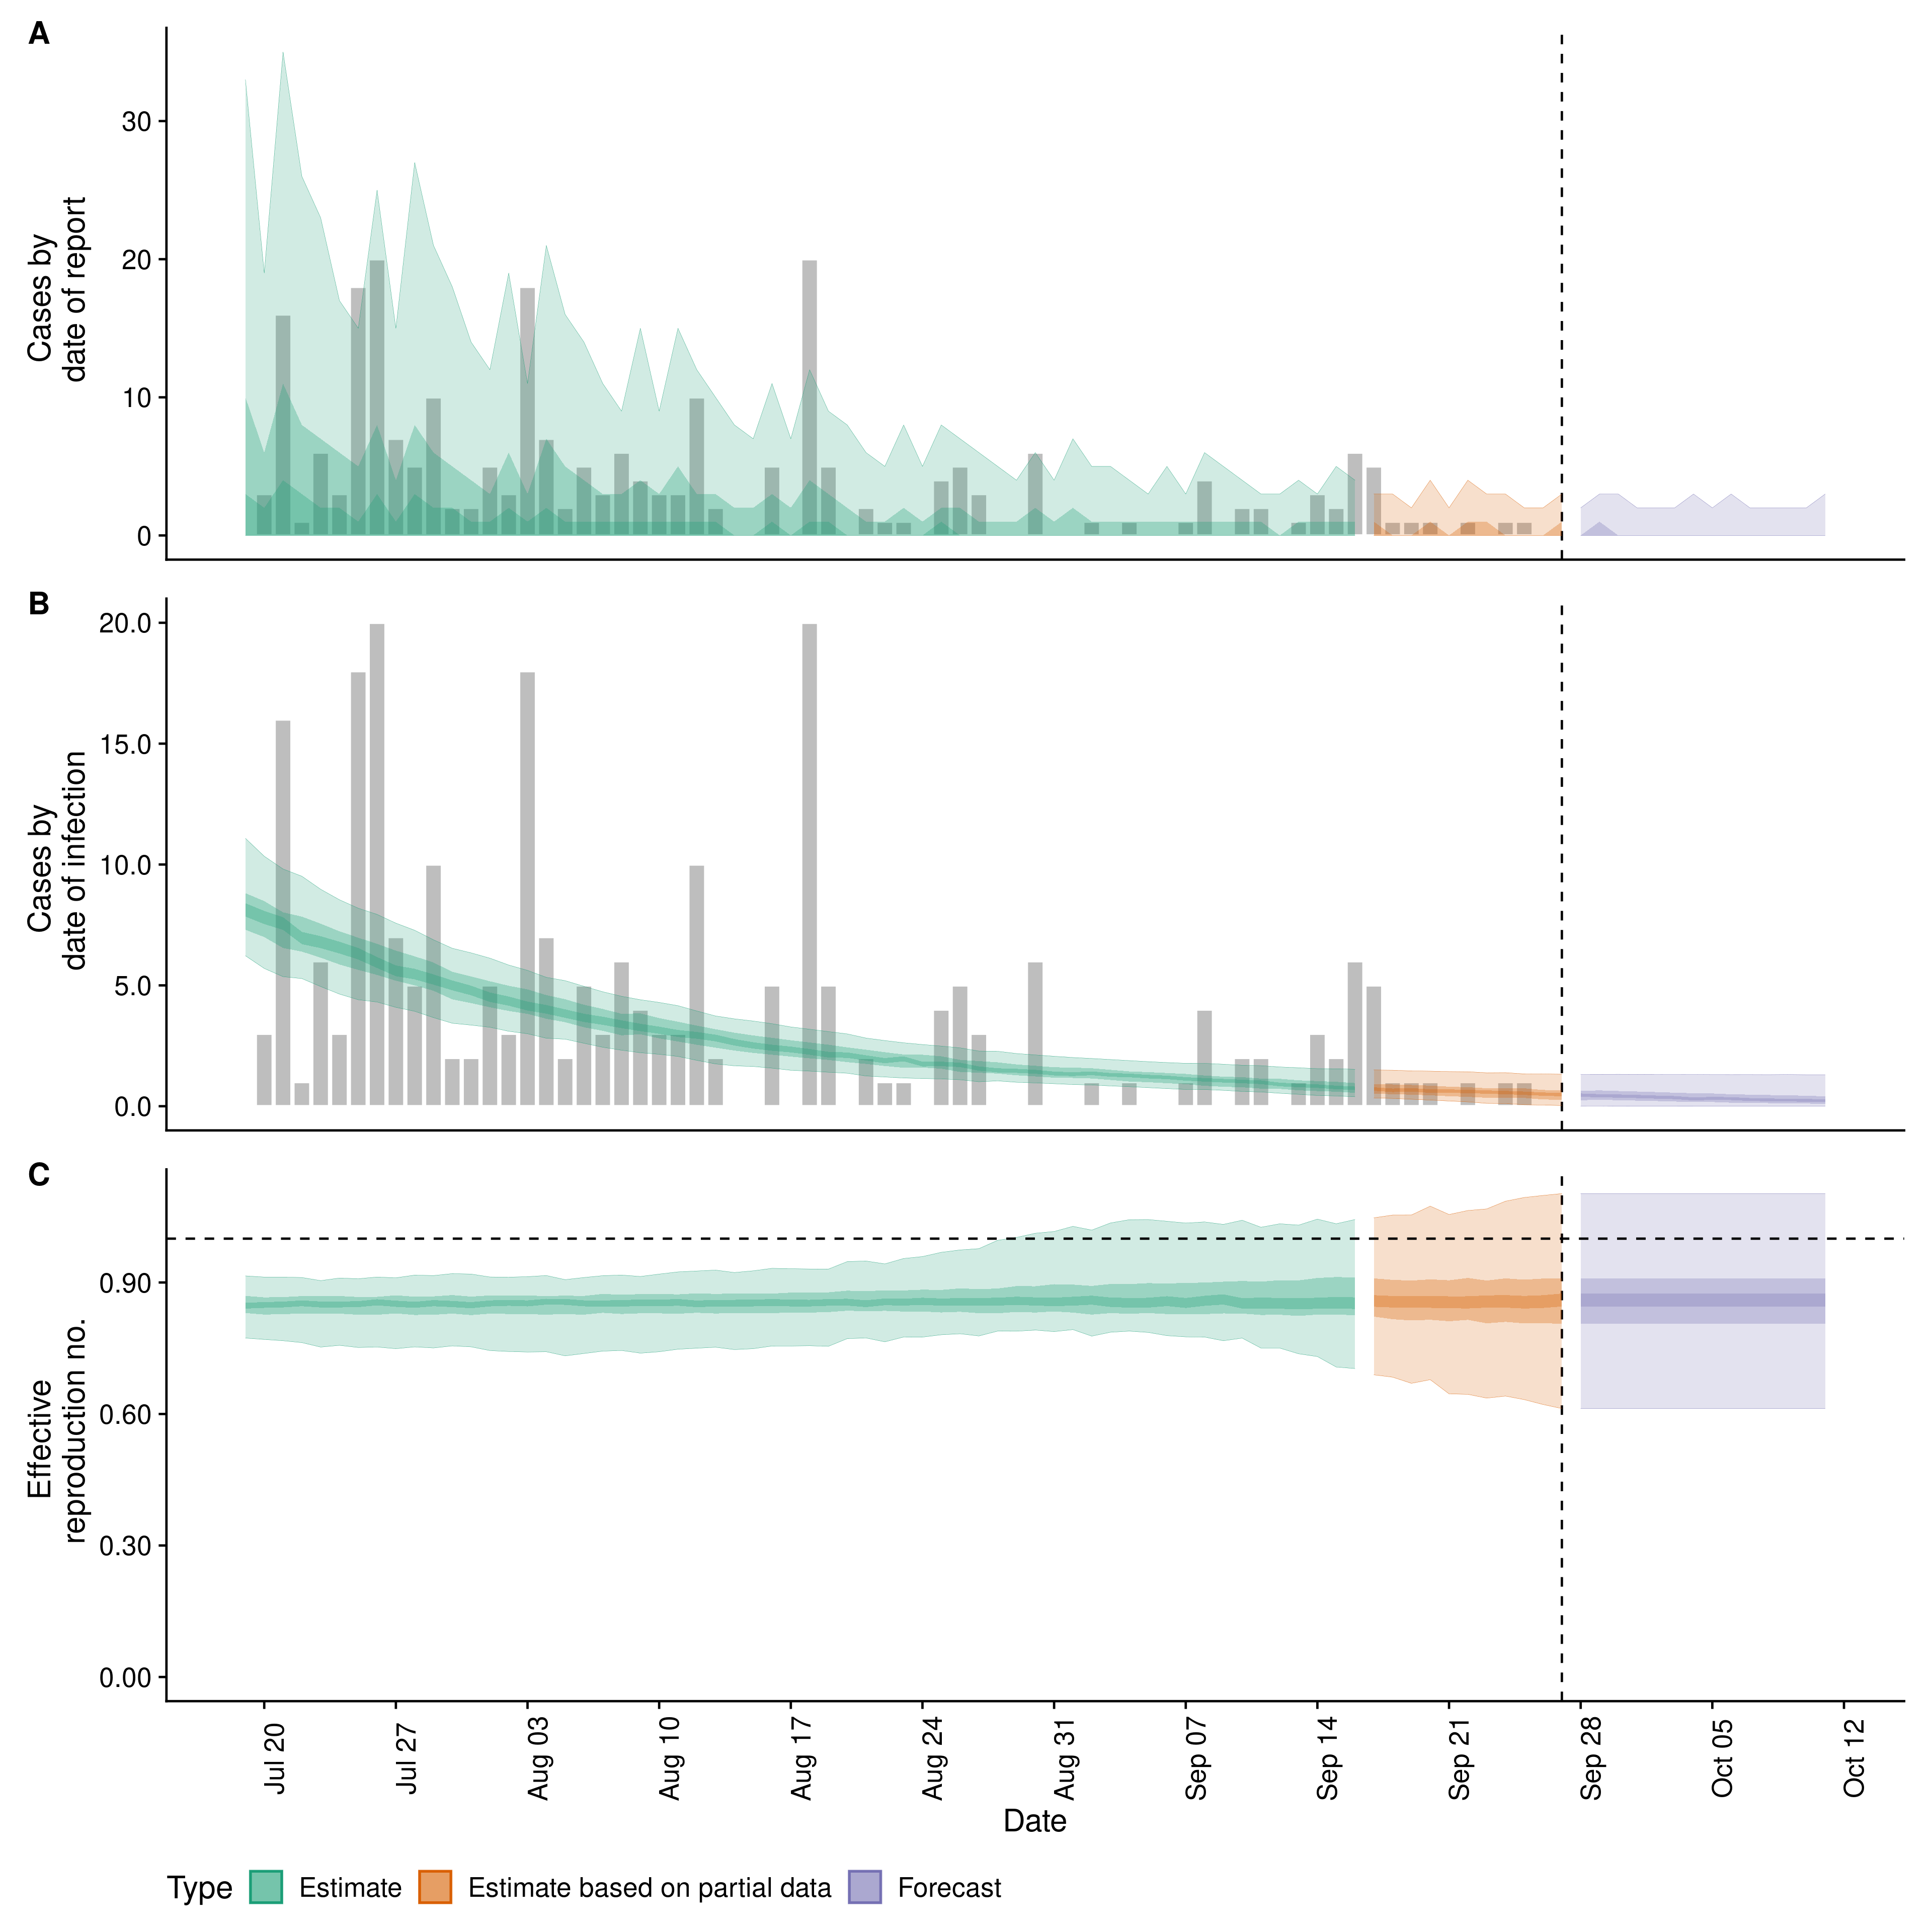 A
Cases by
date of report
30
20
10
0
B
Cases by
date of infection
20.0
15.0
10.0
5.0
0.0
C
Effective
reproduction no.
0.90
0.60
0.30
0.00
Jul 20
Jul 27
Aug 03
Aug 10
Aug 17
Aug 24
Aug 31
Sep 07
Sep 14
Sep 21
Sep 28
Oct 05
Oct 12
Date
Type Estimate Estimate based on partial data Forecast